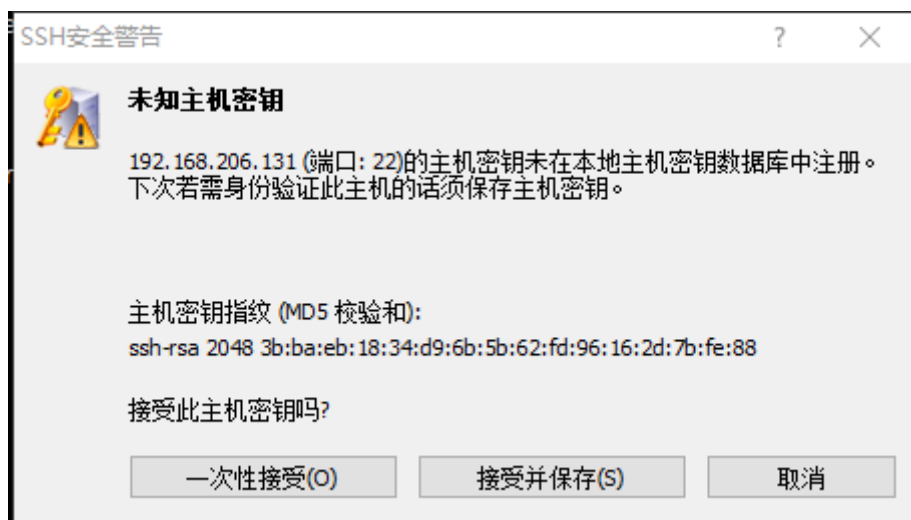 SSH安全警告
未知主机密钥
192.168.206.131 (端口: 22)的主机密钥未在本地主机密钥数据库中注册。
下次若需身份验证此主机的话须保存主机密钥。
主机密钥指纹 (MD5 校验和):
ssh-rsa 2048 3b:ba:eb:18:34:d9:6b:5b:62:fd:96:16:2d:7b:fe:88
接受此主机密钥吗?
一次性接受(O) 接受并保存(S) 取消